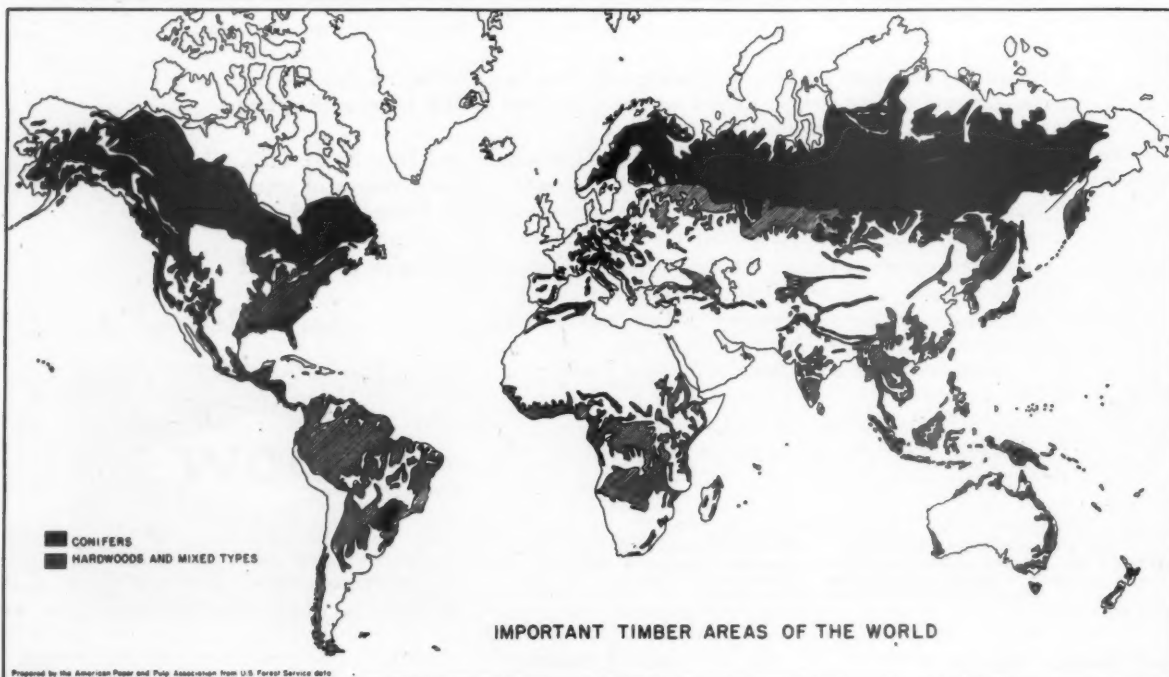 CONIFERS
HARDWOODS AND MIXED TYPES
IMPORTANT TIMBER AREAS OF THE WORLD
Prepared by the American Paper and Pulp Association from U.S. Forest Service data